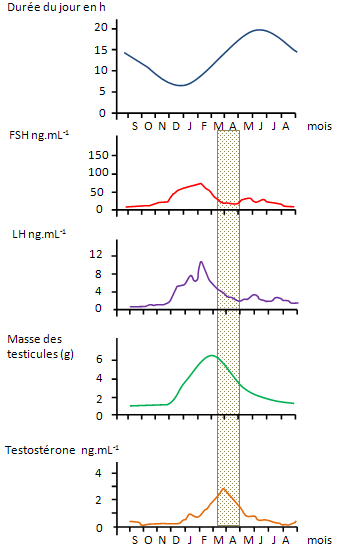 Durée du jour en h
20
15
10
5
0
S O N D J F M A M J J A mois
FSH ng.mL-1
150
100
50
0
LH ng.mL-1
12
8
4
0
Masse des
testicules (g)
6
4
2
0
Testostérone ng.mL-1
4
2
0
S O N D J F M A M J J A mois